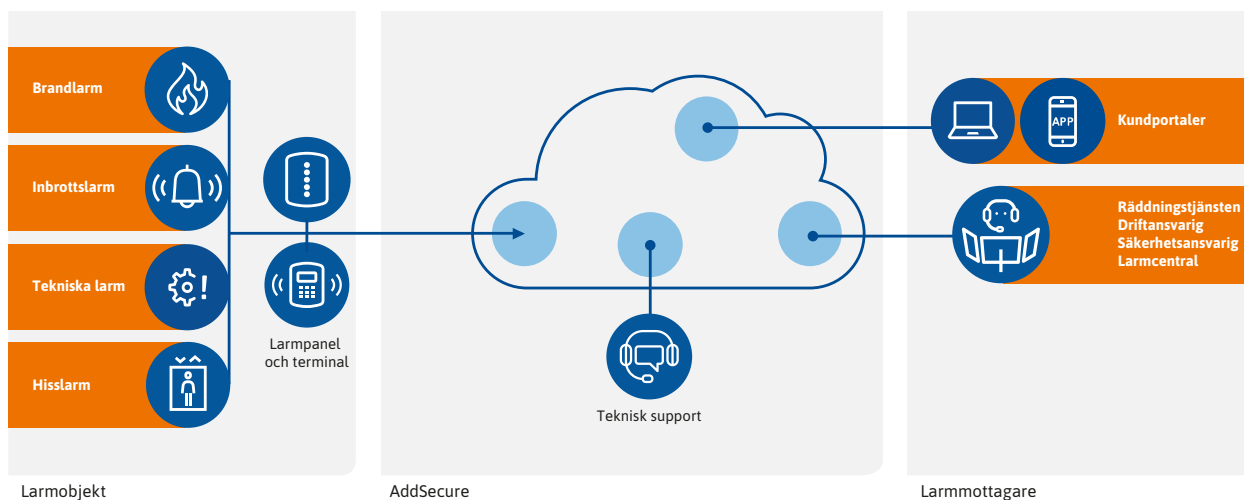 Brandlarm
Inbrottslarm
Tekniska larm
Hisslarm
Larmpanel
och terminal
Larmobjekt
Teknisk support
AddSecure
APP
Kundportaler
Räddningstjänsten
Driftansvarig
Säkerhetsansvarig
Larmcentral
Larmmottagare